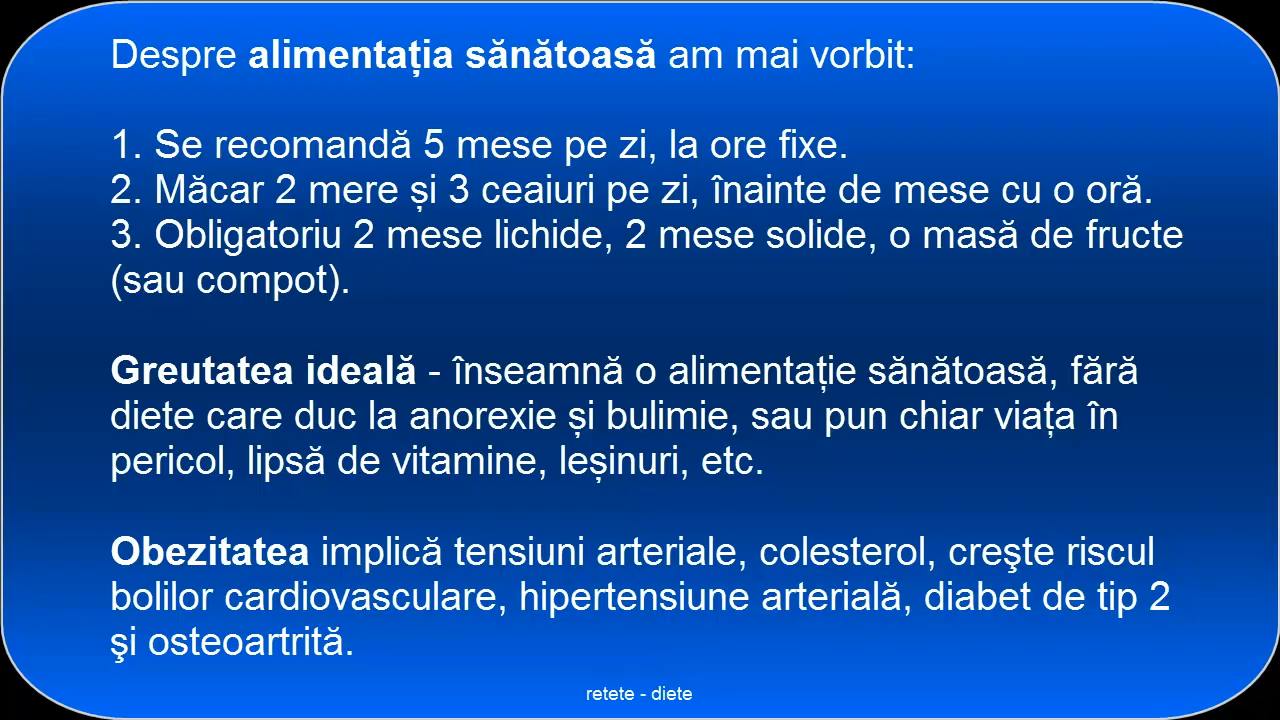 Despre alimentația sănătoasă am mai vorbit:
1. Se recomandă 5 mese pe zi, la ore fixe.
2. Măcar 2 mere și 3 ceaiuri pe zi, înainte de mese cu o oră.
3. Obligatoriu 2 mese lichide, 2 mese solide, o masă de fructe
(sau compot).
Greutatea ideală - înseamnă o alimentație sănătoasă, fără
diete care duc la anorexie și bulimie, sau pun chiar viața în
pericol, lipsă de vitamine, leșinuri, etc.
Obezitatea implică tensiuni arteriale, colesterol, creşte riscul
bolilor cardiovasculare, hipertensiune arterială, diabet de tip 2
şi osteoartrită.
retete - diete